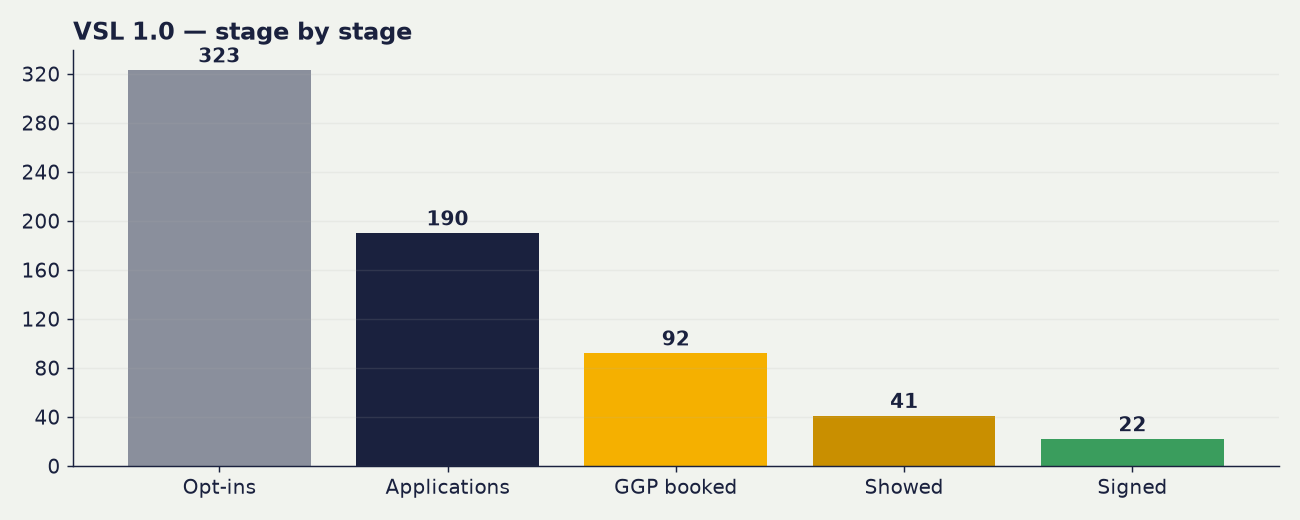 VSL 1.0 — stage by stage
323
320
280
240
200
160
120
80
40
0
190
92
41
22
Opt-ins
Applications
GGP booked
Showed
Signed